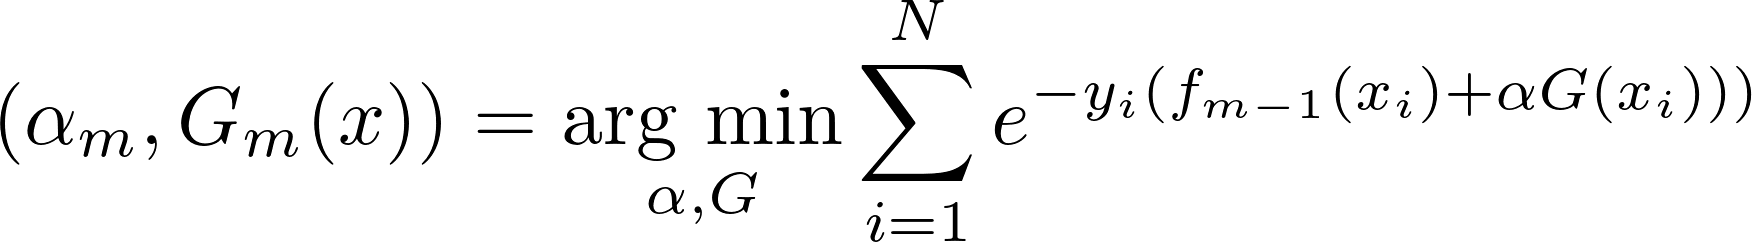 (α_m, G_m(x)) = arg min_{α,G} ∑_{i=1}^{N} e^{−y_i(f_{m−1}(x_i)+αG(x_i)))}